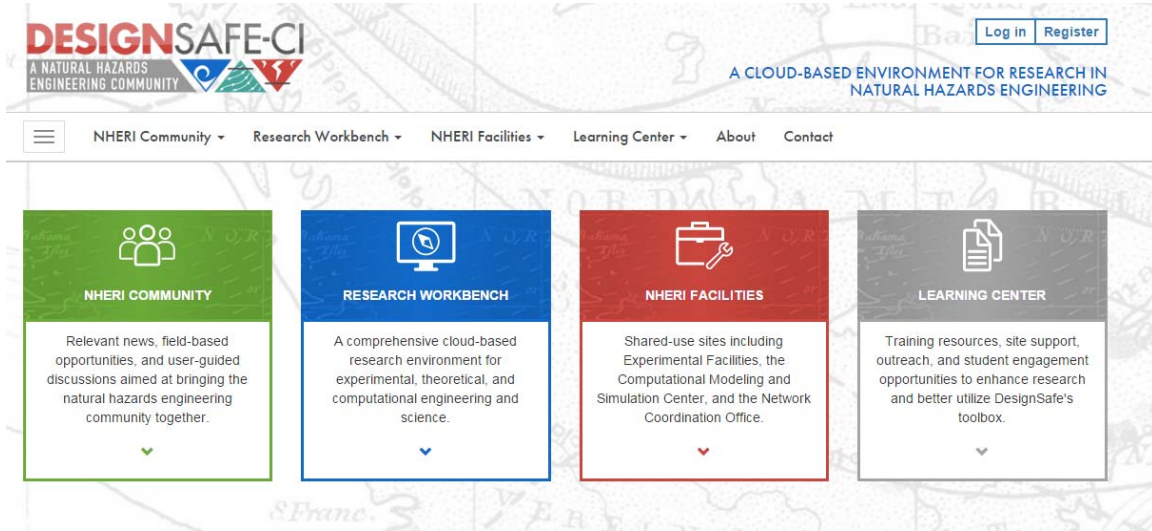 DESIGNSAFE-CI
A NATURAL HAZARDS
ENGINEERING COMMUNITY
Log in Register
A CLOUD-BASED ENVIRONMENT FOR RESEARCH IN
NATURAL HAZARDS ENGINEERING
NHERI Community Research Workbench NHERI Facilities Learning Center About Contact
NHERI COMMUNITY
Relevant news, field-based
opportunities, and user-guided
discussions aimed at bringing the
natural hazards engineering
community together.
RESEARCH WORKBENCH
A comprehensive cloud-based
research environment for
experimental, theoretical, and
computational engineering and
science.
NHERI FACILITIES
Shared-use sites including
Experimental Facilities, the
Computational Modeling and
Simulation Center, and the Network
Coordination Office.
LEARNING CENTER
Training resources, site support,
outreach, and student engagement
opportunities to enhance research
and better utilize DesignSafe's
toolbox.